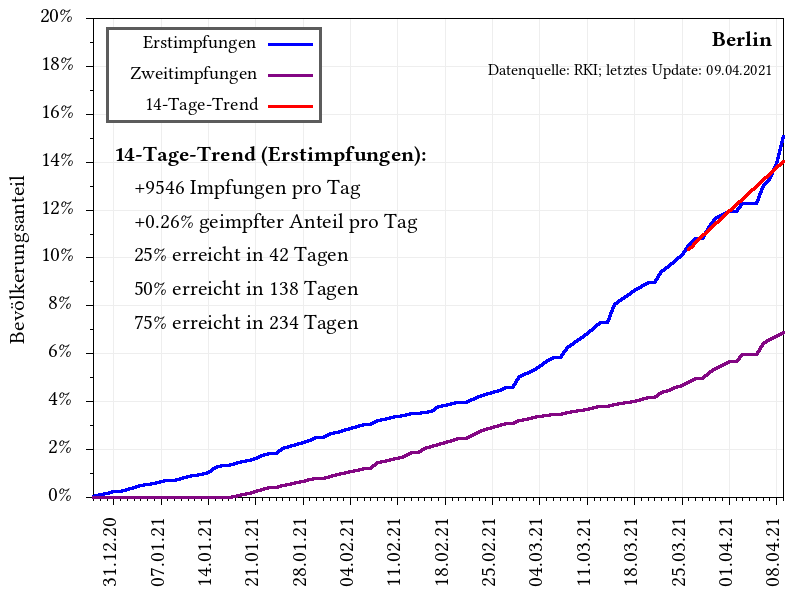 20%
18%
16%
14%
12%
10%
8%
6%
4%
2%
0%
Bevölkerungsanteil
Erstimpfungen
Zweitimpfungen
14-Tage-Trend
Berlin
Datenquelle: RKI; letztes Update: 09.04.2021
14-Tage-Trend (Erstimpfungen):
+9546 Impfungen pro Tag
+0.26% geimpfter Anteil pro Tag
25% erreicht in 42 Tagen
50% erreicht in 138 Tagen
75% erreicht in 234 Tagen
31.12.20
07.01.21
14.01.21
21.01.21
28.01.21
04.02.21
11.02.21
18.02.21
25.02.21
04.03.21
11.03.21
18.03.21
25.03.21
01.04.21
08.04.21